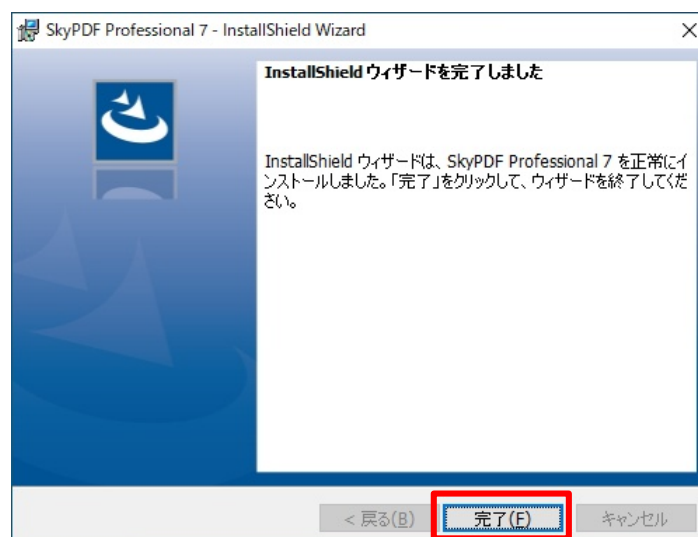 SkyPDF Professional 7 - InstallShield Wizard
InstallShield ウィザードを完了しました
InstallShield ウィザードは、SkyPDF Professional 7 を正常にイ
ンストールしました。「完了」をクリックして、ウィザードを終了してくだ
さい。
< 戻る(B) 完了(F) キャンセル